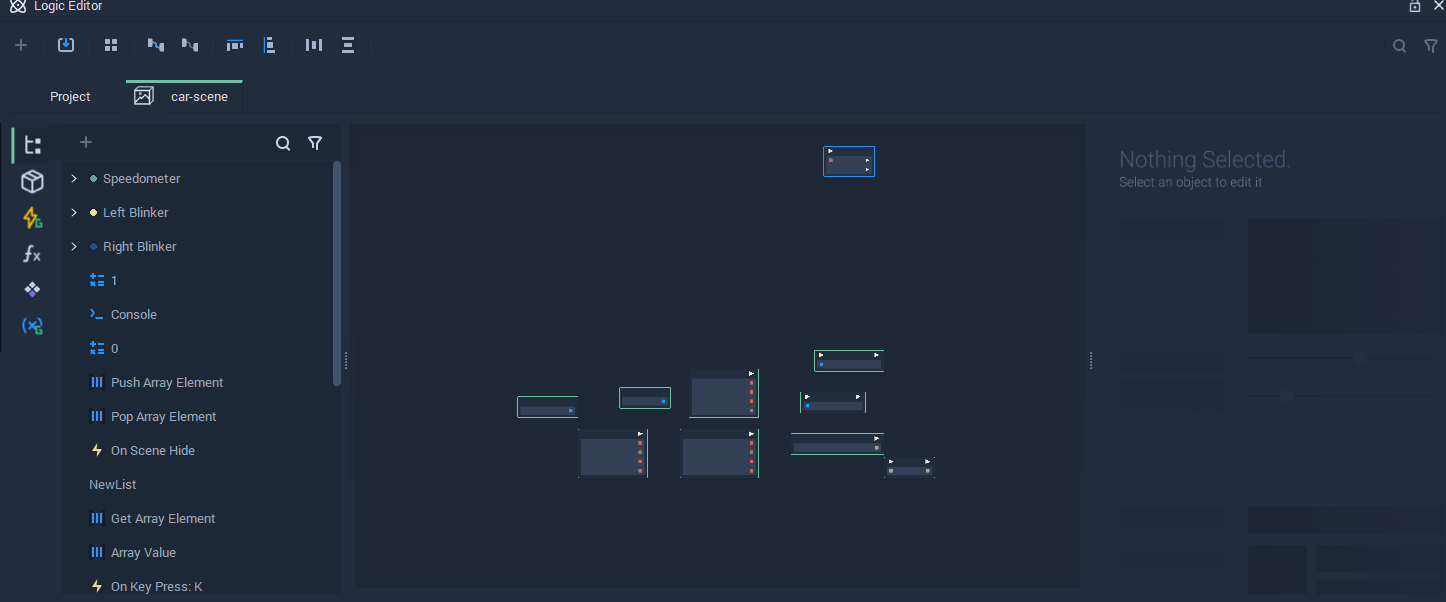 Logic Editor
Project
car-scene
Nothing Selected.
Select an object to edit it
Speedometer
Left Blinker
Right Blinker
1
Console
0
Push Array Element
Pop Array Element
On Scene Hide
NewList
Get Array Element
Array Value
On Key Press: K